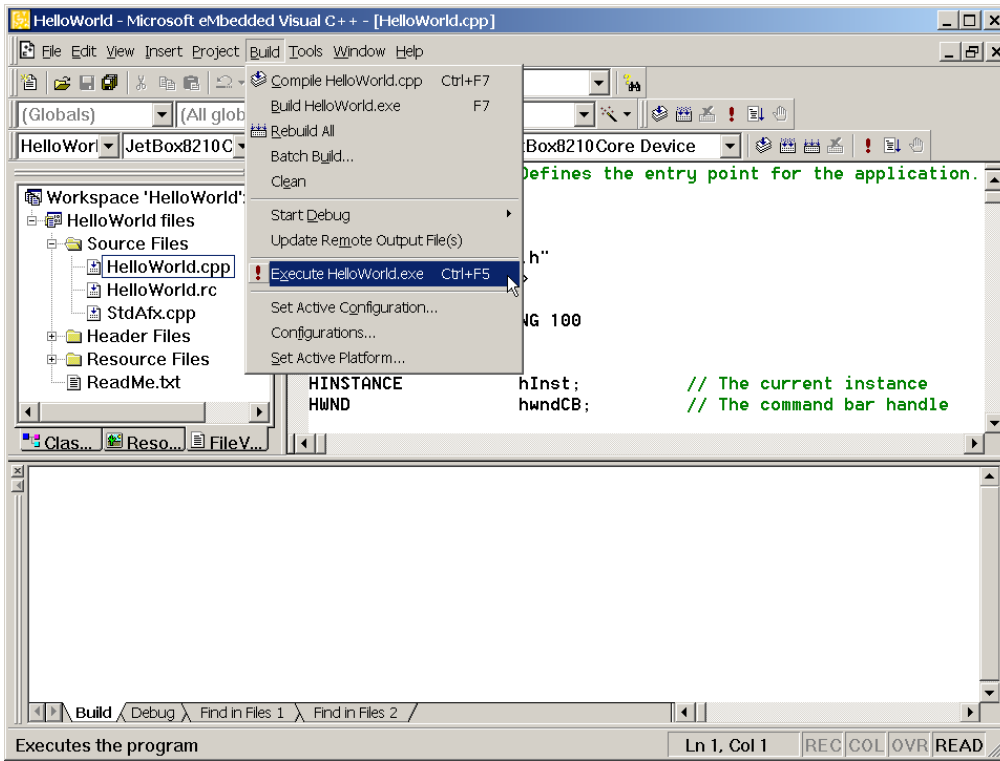 HelloWorld - Microsoft eMbedded Visual C++ - [HelloWorld.cpp]
File Edit View Insert Project Build Tools Window Help
Compile HelloWorld.cpp Ctrl+F7
Build HelloWorld.exe F7
Rebuild All
Batch Build...
Clean
Start Debug
Update Remote Output File(s)
Execute HelloWorld.exe Ctrl+F5
Set Active Configuration...
Configurations...
Set Active Platform...
(Globals) (All glob
HelloWorl JetBox8210C Box8210Core Device
Workspace 'HelloWorld':
HelloWorld files
Source Files
HelloWorld.cpp
HelloWorld.rc
StdAfx.cpp
Header Files
Resource Files
ReadMe.txt
Clas... Reso... FileV...
Defines the entry point for the application.
.h"
>
NG 100
HINSTANCE hInst; // The current instance
HWND hwndCB; // The command bar handle
Build Debug Find in Files 1 Find in Files 2
Executes the program Ln 1, Col 1 REC COL OVR READ